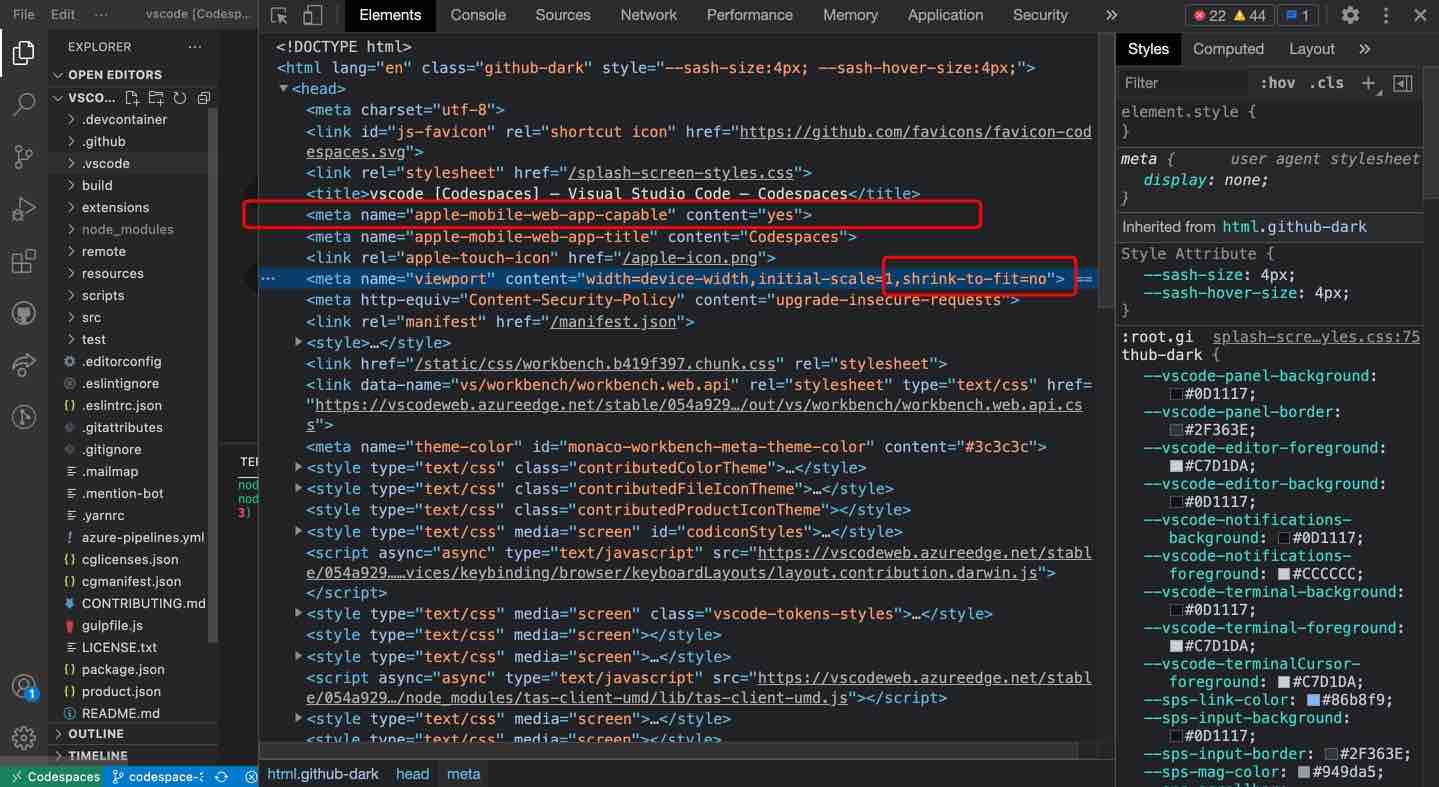 File Edit ··· vscode [Codesp...
Elements Console Sources Network Performance Memory Application Security » 22 44 1
EXPLORER ···
OPEN EDITORS
VSCO...
.devcontainer
.github
.vscode
build
extensions
node_modules
remote
resources
scripts
src
test
.editorconfig
.eslintignore
{} .eslintrc.json
.gitattributes
.gitignore
.mailmap
.mention-bot
.yarnrc
! azure-pipelines.yml
{} cglicenses.json
{} cgmanifest.json
CONTRIBUTING.md
gulpfile.js
LICENSE.txt
{} package.json
{} product.json
README.md
OUTLINE
TIMELINE
1
Codespaces codespace-
TER
nod
nod
3)
<!DOCTYPE html>
<html lang="en" class="github-dark" style="--sash-size:4px; --sash-hover-size:4px;">
<head>
<meta charset="utf-8">
<link id="js-favicon" rel="shortcut icon" href="https://github.com/favicons/favicon-cod
espaces.svg">
<link rel="stylesheet" href="/splash-screen-styles.css">
<title>vscode [Codespaces] – Visual Studio Code – Codespaces</title>
<meta name="apple-mobile-web-app-capable" content="yes">
<meta name="apple-mobile-web-app-title" content="Codespaces">
<link rel="apple-touch-icon" href="/apple-icon.png">
··· <meta name="viewport" content="width=device-width,initial-scale=1,shrink-to-fit=no"> ==
<meta http-equiv="Content-Security-Policy" content="upgrade-insecure-requests">
<link rel="manifest" href="/manifest.json">
<style>…</style>
<link href="/static/css/workbench.b419f397.chunk.css" rel="stylesheet">
<link data-name="vs/workbench/workbench.web.api" rel="stylesheet" type="text/css" href=
"https://vscodeweb.azureedge.net/stable/054a929…/out/vs/workbench/workbench.web.api.cs
s">
<meta name="theme-color" id="monaco-workbench-meta-theme-color" content="#3c3c3c">
<style type="text/css" class="contributedColorTheme">…</style>
<style type="text/css" class="contributedFileIconTheme">…</style>
<style type="text/css" class="contributedProductIconTheme"></style>
<style type="text/css" media="screen" id="codiconStyles">…</style>
<script async="async" type="text/javascript" src="https://vscodeweb.azureedge.net/stabl
e/054a929……vices/keybinding/browser/keyboardLayouts/layout.contribution.darwin.js">
</script>
<style type="text/css" media="screen" class="vscode-tokens-styles">…</style>
<style type="text/css" media="screen"></style>
<style type="text/css" media="screen">…</style>
<script async="async" type="text/javascript" src="https://vscodeweb.azureedge.net/stabl
e/054a929…/node_modules/tas-client-umd/lib/tas-client-umd.js"></script>
<style type="text/css" media="screen">…</style>
<style type="text/css" media="screen"></style>
html.github-dark head meta
Styles Computed Layout »
Filter :hov .cls +
element.style {
}
meta { user agent stylesheet
display: none;
}
Inherited from html.github-dark
Style Attribute {
--sash-size: 4px;
--sash-hover-size: 4px;
}
:root.gi splash-scre…yles.css:75
thub-dark {
--vscode-panel-background:
#0D1117;
--vscode-panel-border:
#2F363E;
--vscode-editor-foreground:
#C7D1DA;
--vscode-editor-background:
#0D1117;
--vscode-notifications-
background: #0D1117;
--vscode-notifications-
foreground: #CCCCCC;
--vscode-terminal-background:
#0D1117;
--vscode-terminal-foreground:
#C7D1DA;
--vscode-terminalCursor-
foreground: #C7D1DA;
--sps-link-color: #86b8f9;
--sps-input-background:
#0D1117;
--sps-input-border: #2F363E;
--sps-mag-color: #949da5;